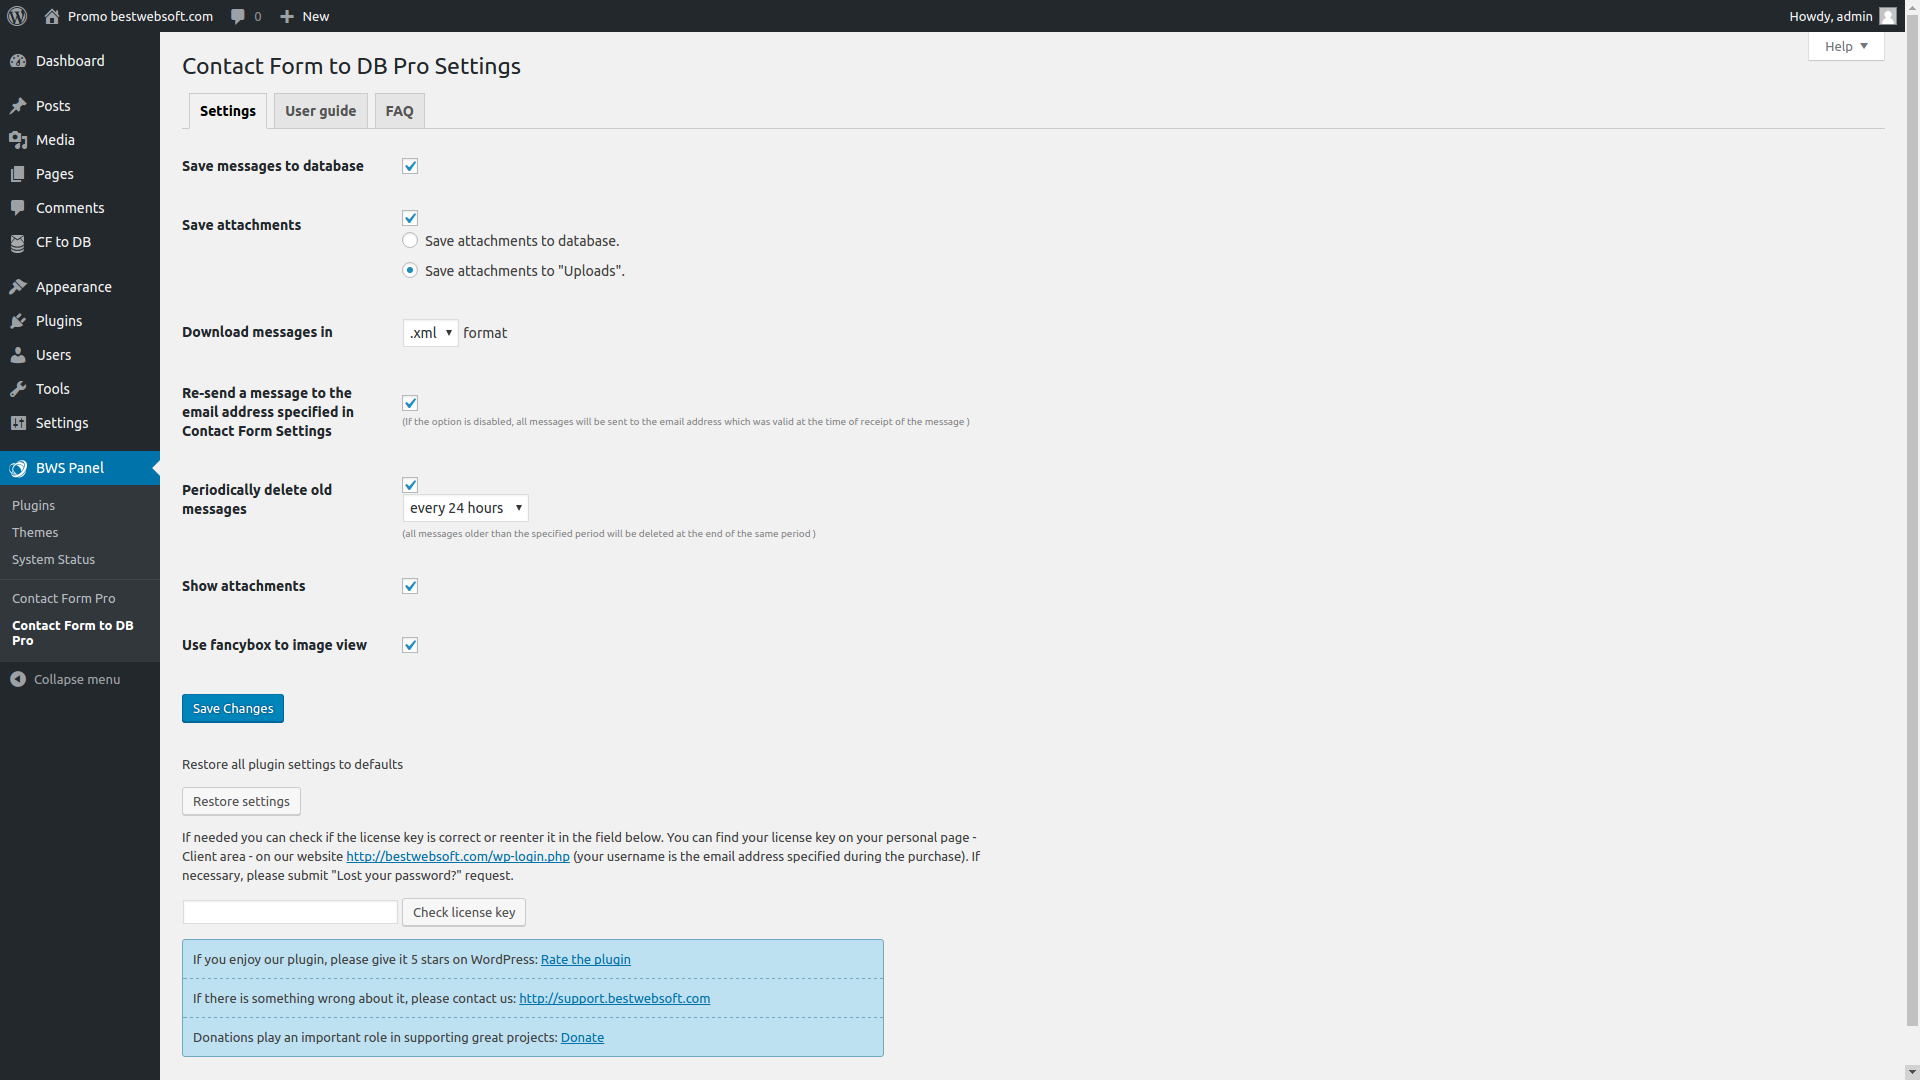 Promo bestwebsoft.com
0
New
Howdy, admin
Help
Dashboard
Posts
Media
Pages
Comments
CF to DB
Appearance
Plugins
Users
Tools
Settings
BWS Panel
Plugins
Themes
System Status
Contact Form Pro
Contact Form to DB
Pro
Collapse menu
Contact Form to DB Pro Settings
Settings
User guide
FAQ
Save messages to database
Save attachments
Save attachments to database.
Save attachments to "Uploads".
Download messages in
.xml
format
Re-send a message to the
email address specified in
Contact Form Settings
(If the option is disabled, all messages will be sent to the email address which was valid at the time of receipt of the message )
Periodically delete old
messages
every 24 hours
(all messages older than the specified period will be deleted at the end of the same period )
Show attachments
Use fancybox to image view
Save Changes
Restore all plugin settings to defaults
Restore settings
If needed you can check if the license key is correct or reenter it in the field below. You can find your license key on your personal page -
Client area - on our website http://bestwebsoft.com/wp-login.php (your username is the email address specified during the purchase). If
necessary, please submit "Lost your password?" request.
Check license key
If you enjoy our plugin, please give it 5 stars on WordPress: Rate the plugin
If there is something wrong about it, please contact us: http://support.bestwebsoft.com
Donations play an important role in supporting great projects: Donate